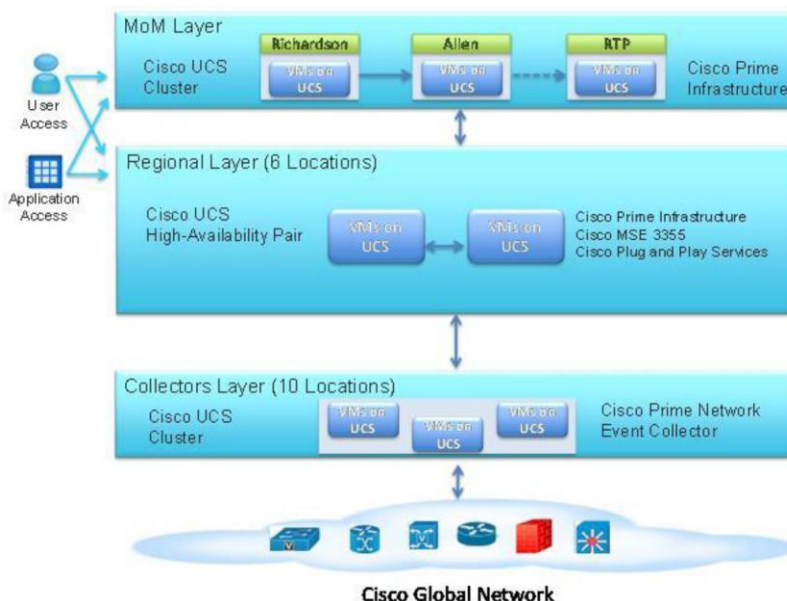 MoM Layer
Richardson
Allen
RTP
Cisco UCS
Cluster
VMs on
UCS
VMs on
UCS
VMs on
UCS
Cisco Prime
Infrastructure
User
Access
Application
Access
Regional Layer (6 Locations)
Cisco UCS
High-Availability Pair
VMs on
UCS
VMs on
UCS
Cisco Prime Infrastructure
Cisco MSE 3355
Cisco Plug and Play Services
Collectors Layer (10 Locations)
Cisco UCS
Cluster
VMs on
UCS
VMs on
UCS
VMs on
UCS
Cisco Prime Network
Event Collector
V
Cisco Global Network